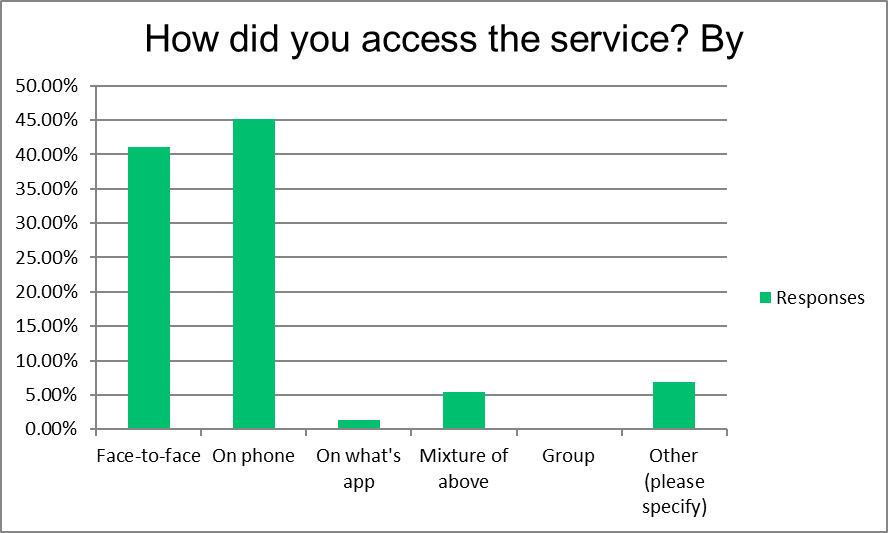 How did you access the service? By
50.00%
45.00%
40.00%
35.00%
30.00%
25.00%
20.00%
15.00%
10.00%
5.00%
0.00%
Face-to-face
On phone
On what's
app
Mixture of
above
Group
Other
(please
specify)
Responses